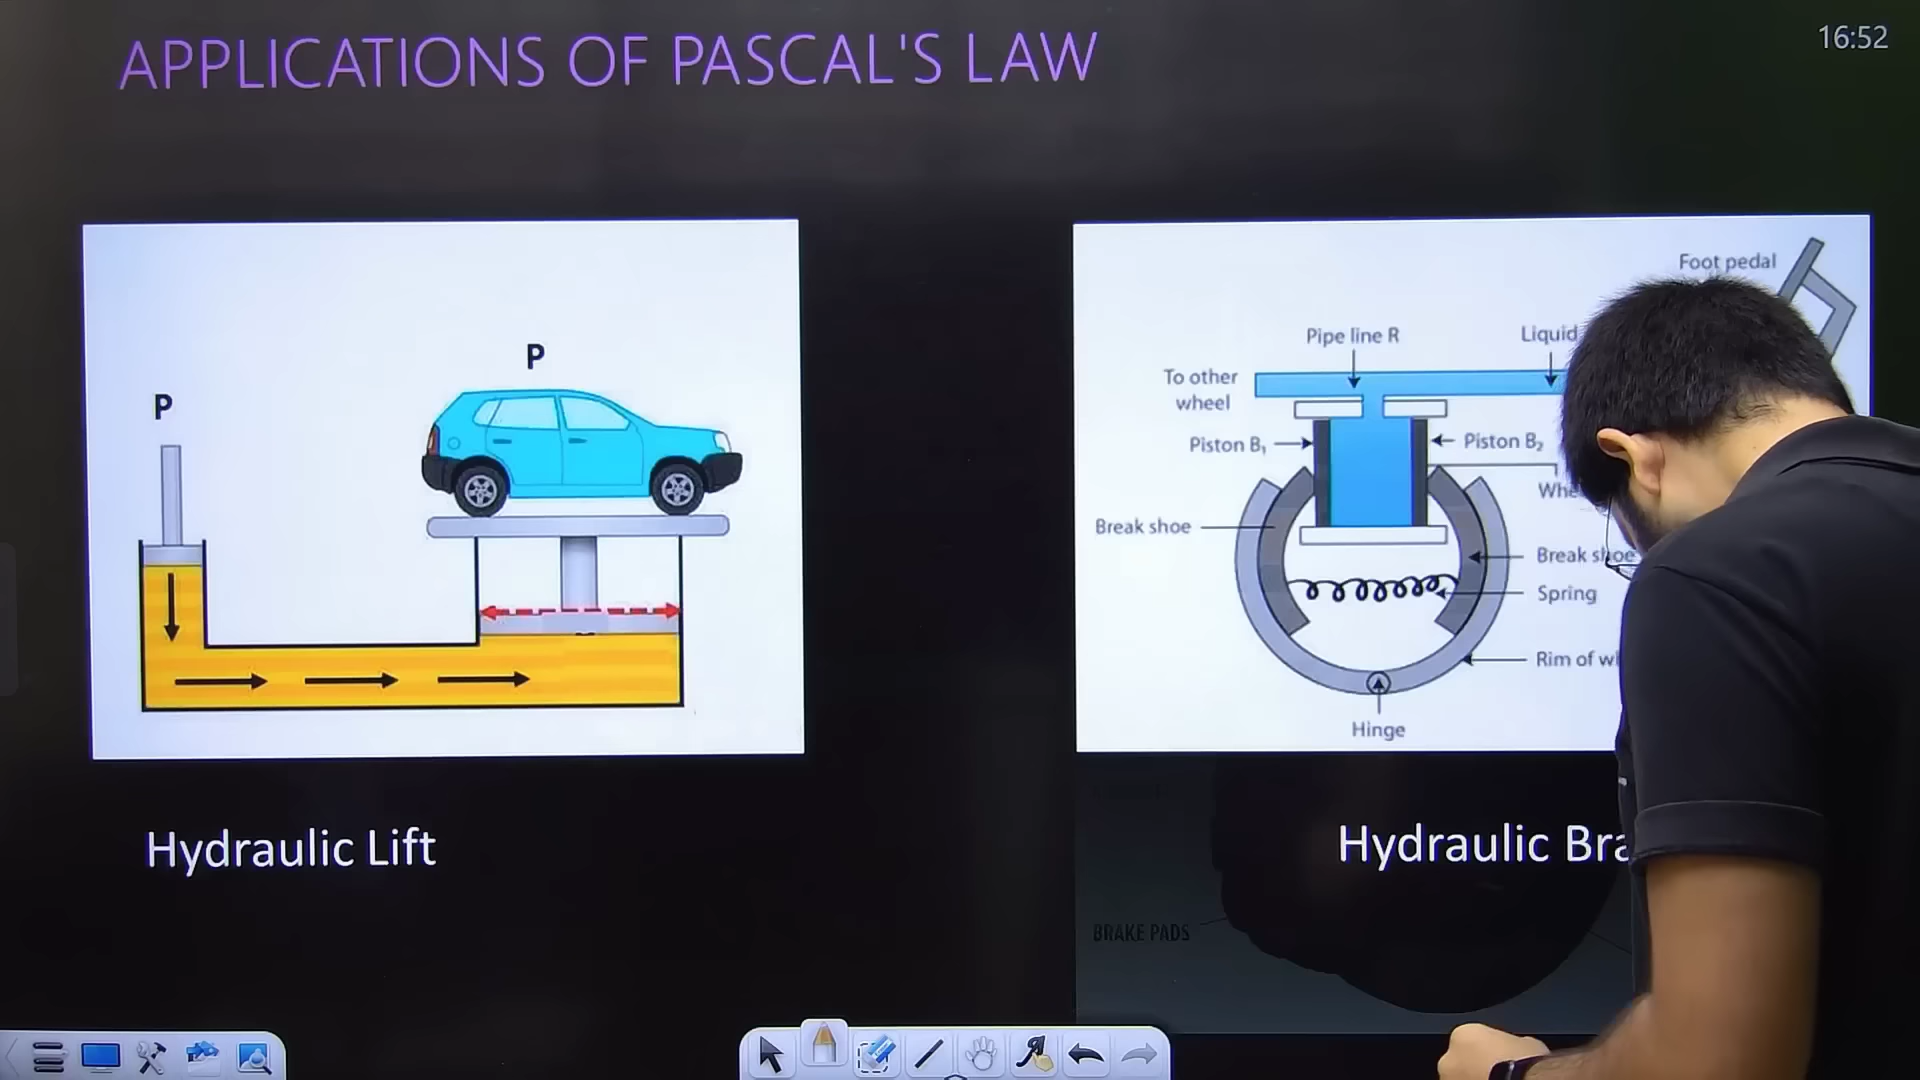 APPLICATIONS OF PASCAL'S LAW
16:52
P
P
Hydraulic Lift
Foot pedal
Pipe line R
Liquid
To other
wheel
Piston B₁
Piston B₂
Break shoe
Break shoe
Spring
Hinge
Hydraulic
BRAKE PADS